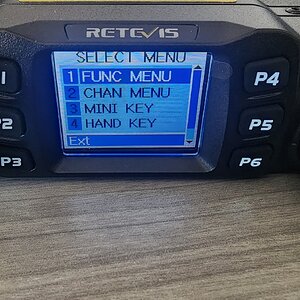 RETEVIS
SELECT MENU
1 FUNC MENU
2 CHAN MENU
3 MINI KEY
4 HAND KEY
Ext
P4
P5
P6
P2
P3